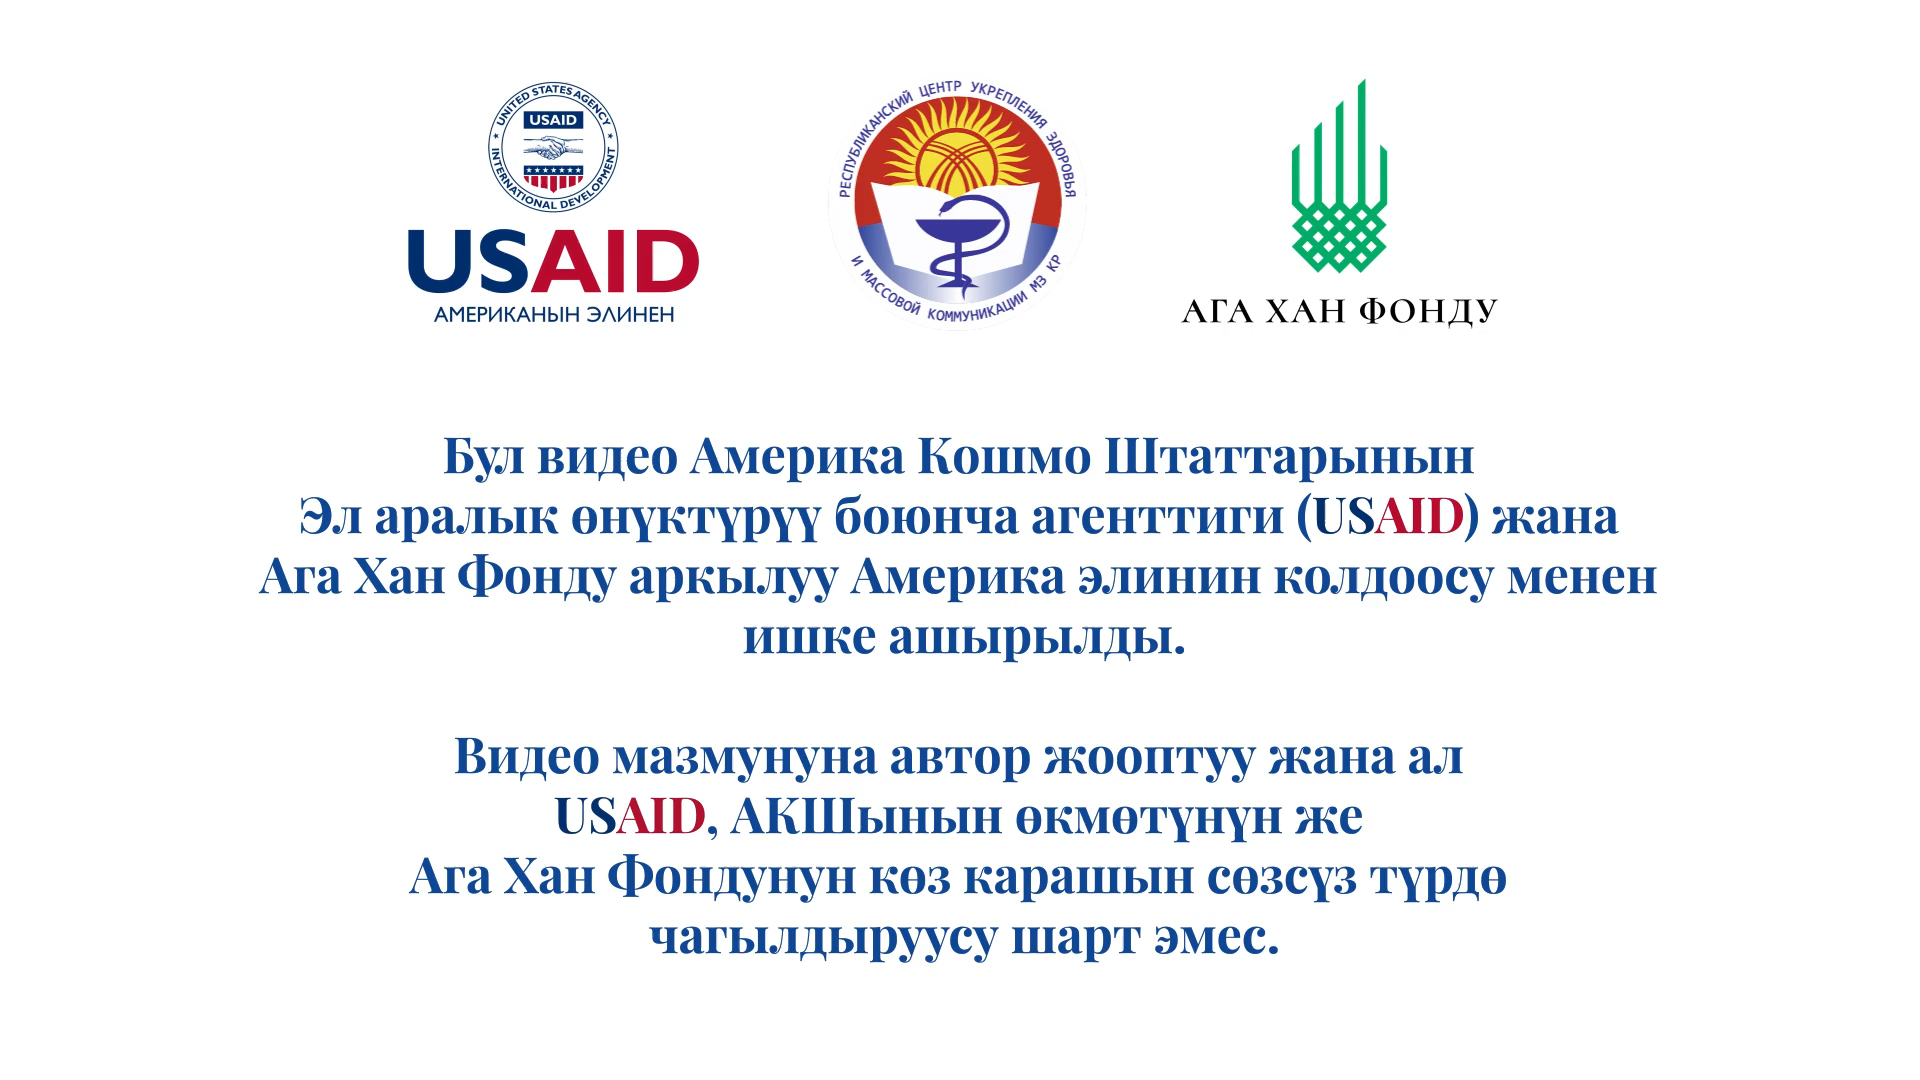 UNITED STATES AGENCY
USAID
INTERNATIONAL DEVELOPMENT
USAID
АМЕРИКАНЫН ЭЛИНЕН
РЕСПУБЛИКАНСКИЙ ЦЕНТР УКРЕПЛЕНИЯ ЗДОРОВЬЯ
И МАССОВОЙ КОММУНИКАЦИИ МЗ КР
АГА ХАН ФОНДУ
Бул видео Америка Кошмо Штаттарынын
Эл аралык өнүктүрүү боюнча агенттиги (USAID) жана
Ага Хан Фонду аркылуу Америка элинин колдоосу менен
ишке ашырылды.
Видео мазмунуна автор жооптуу жана ал
USAID, АКШынын өкмөтүнүн же
Ага Хан Фондунун көз карашын сөзсүз түрдө
чагылдыруусу шарт эмес.